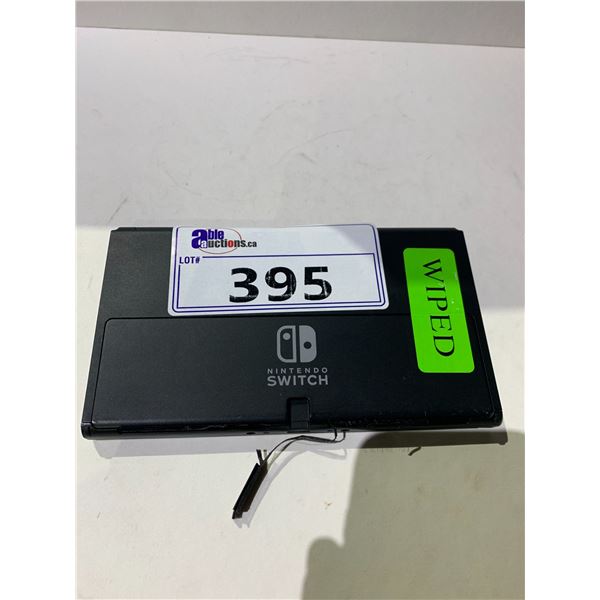 able
auctions.ca
LOT#
395
WIPED
NINTENDO
SWITCH